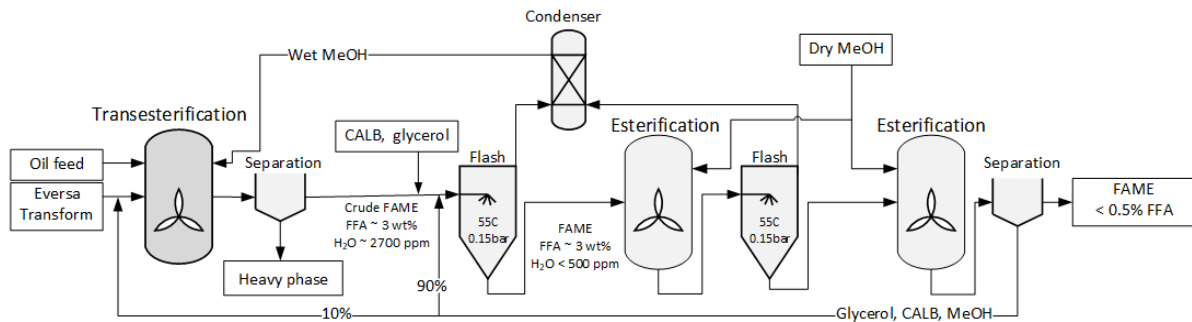 Condenser
Wet MeOH
Dry MeOH
Transesterification
Oil feed
Eversa
Transform
Separation
CALB, glycerol
Crude FAME
FFA ~ 3 wt%
H₂O ~ 2700 ppm
Heavy phase
Flash
55C
0.15bar
FAME
FFA ~ 3 wt%
H₂O < 500 ppm
Esterification
Flash
55C
0.15bar
Esterification
Separation
FAME
< 0.5% FFA
90%
10%
Glycerol, CALB, MeOH